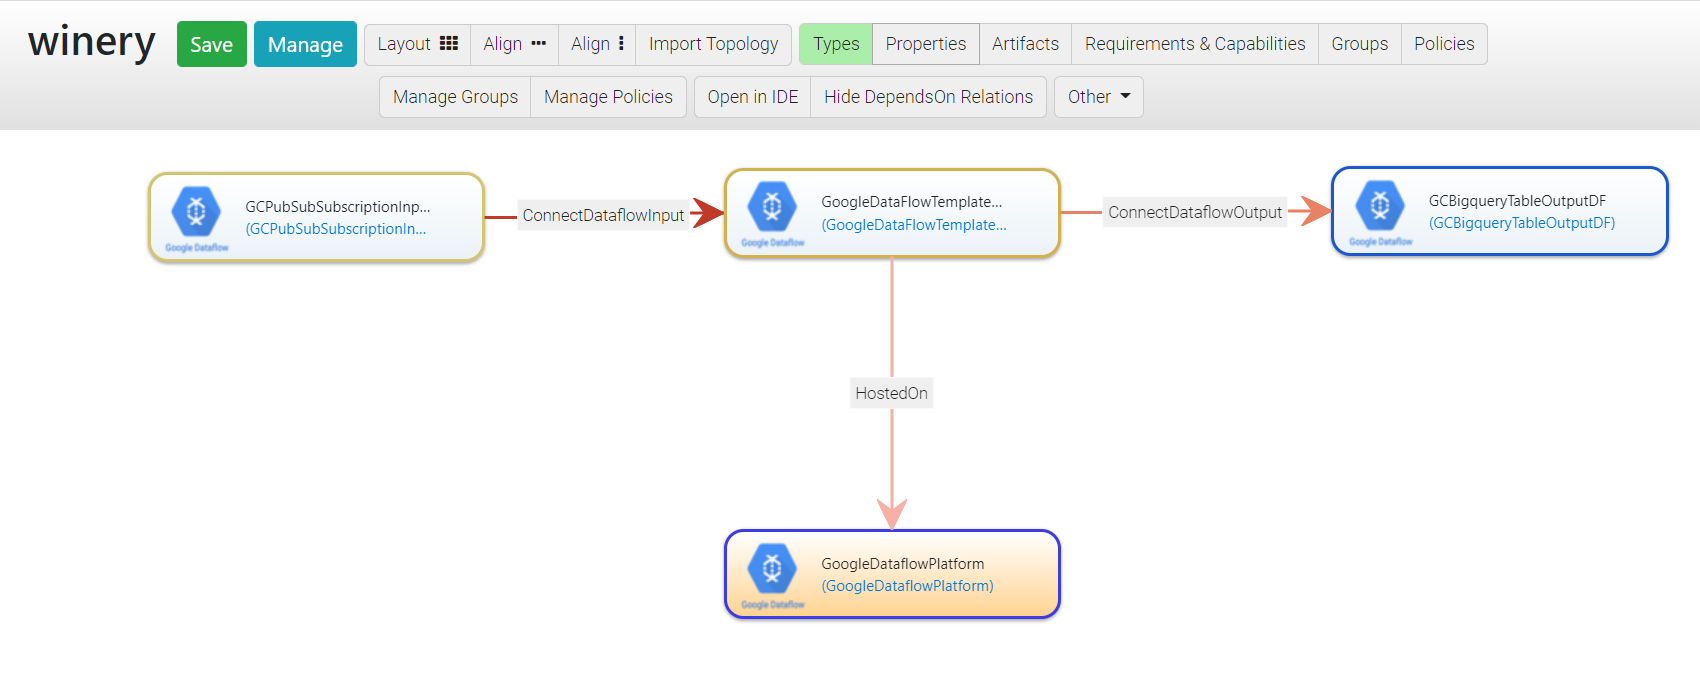 winery
Save
Manage
Layout
Align
Align
Import Topology
Types
Properties
Artifacts
Requirements & Capabilities
Groups
Policies
Manage Groups
Manage Policies
Open in IDE
Hide DependsOn Relations
Other
GCPubSubSubscriptionInp...
(GCPubSubSubscriptionIn...
Google Dataflow
ConnectDataflowInput
GoogleDataFlowTemplate...
(GoogleDataFlowTemplate...
Google Dataflow
ConnectDataflowOutput
GCBigqueryTableOutputDF
(GCBigqueryTableOutputDF)
Google Dataflow
HostedOn
GoogleDataflowPlatform
(GoogleDataflowPlatform)
Google Dataflow